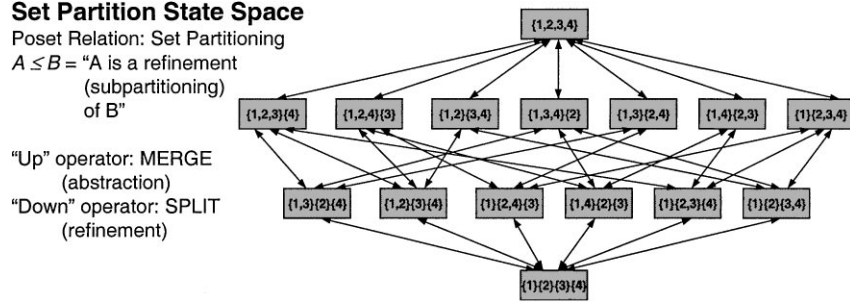 Set Partition State Space
Poset Relation: Set Partitioning
A ≤ B = “A is a refinement
(subpartitioning)
of B”
“Up” operator: MERGE
(abstraction)
“Down” operator: SPLIT
(refinement)
{1,2,3,4}
{1,2,3}{4} {1,2,4}{3} {1,2}{3,4} {1,3,4}{2} {1,3}{2,4} {1,4}{2,3} {1}{2,3,4}
{1,3}{2}{4} {1,2}{3}{4} {1}{2,4}{3} {1,4}{2}{3} {1}{2,3}{4} {1}{2}{3,4}
{1}{2}{3}{4}